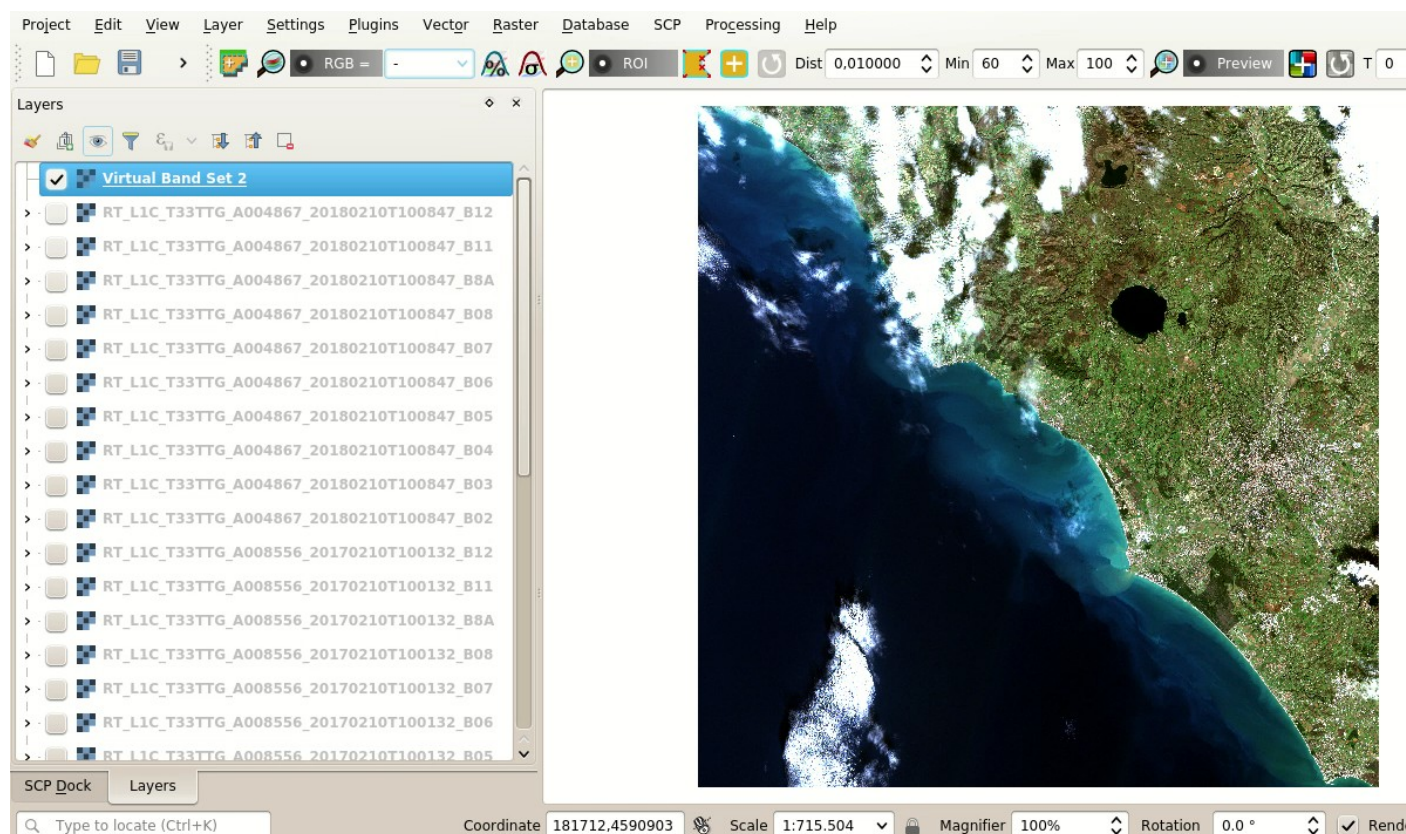 Project Edit View Layer Settings Plugins Vector Raster Database SCP Processing Help
RGB = - ROI Dist 0,010000 Min 60 Max 100 Preview T 0
Layers
Virtual Band Set 2
RT_L1C_T33TTG_A004867_20180210T100847_B12
RT_L1C_T33TTG_A004867_20180210T100847_B11
RT_L1C_T33TTG_A004867_20180210T100847_B8A
RT_L1C_T33TTG_A004867_20180210T100847_B08
RT_L1C_T33TTG_A004867_20180210T100847_B07
RT_L1C_T33TTG_A004867_20180210T100847_B06
RT_L1C_T33TTG_A004867_20180210T100847_B05
RT_L1C_T33TTG_A004867_20180210T100847_B04
RT_L1C_T33TTG_A004867_20180210T100847_B03
RT_L1C_T33TTG_A004867_20180210T100847_B02
RT_L1C_T33TTG_A008556_20170210T100132_B12
RT_L1C_T33TTG_A008556_20170210T100132_B11
RT_L1C_T33TTG_A008556_20170210T100132_B8A
RT_L1C_T33TTG_A008556_20170210T100132_B08
RT_L1C_T33TTG_A008556_20170210T100132_B07
RT_L1C_T33TTG_A008556_20170210T100132_B06
RT_L1C_T33TTG_A008556_20170210T100132_B05
SCP Dock Layers
Type to locate (Ctrl+K) Coordinate 181712,4590903 Scale 1:715.504 Magnifier 100% Rotation 0.0 ° Rende